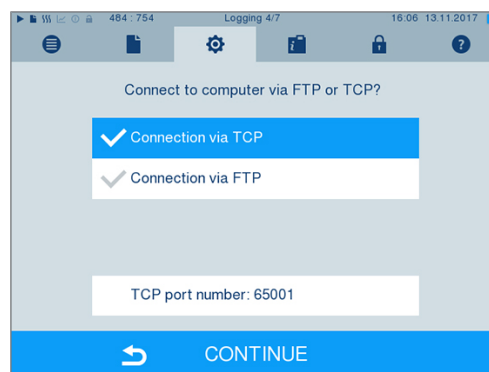 484 : 754 Logging 4/7 16:06 13.11.2017
Connect to computer via FTP or TCP?
Connection via TCP
Connection via FTP
TCP port number: 65001
CONTINUE